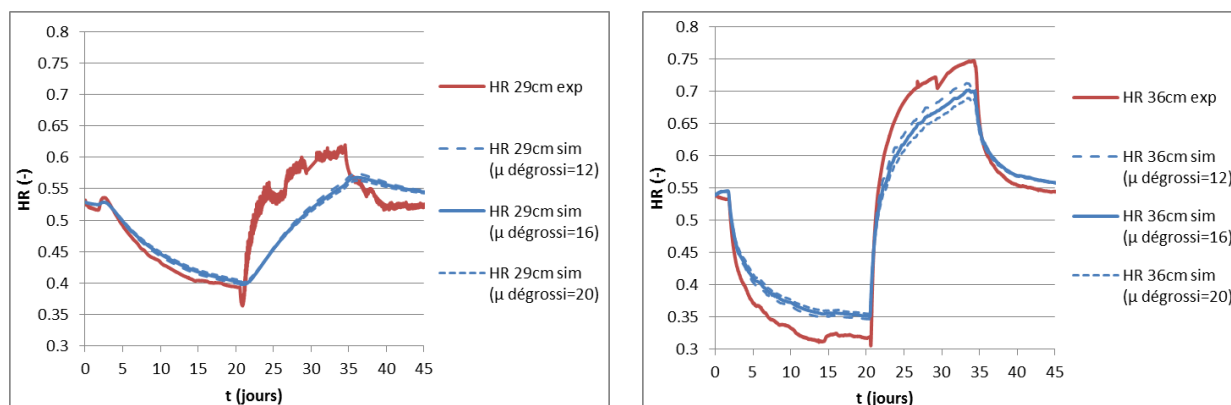 HR (-)
0.8
0.75
0.7
0.65
0.6
0.55
0.5
0.45
0.4
0.35
0.3
0 5 10 15 20 25 30 35 40 45
t (jours)
HR 29cm exp
HR 29cm sim
(μ dégrossi=12)
HR 29cm sim
(μ dégrossi=16)
HR 29cm sim
(μ dégrossi=20)
HR (-)
0.8
0.75
0.7
0.65
0.6
0.55
0.5
0.45
0.4
0.35
0.3
0 5 10 15 20 25 30 35 40 45
t (jours)
HR 36cm exp
HR 36cm sim
(μ dégrossi=12)
HR 36cm sim
(μ dégrossi=16)
HR 36cm sim
(μ dégrossi=20)